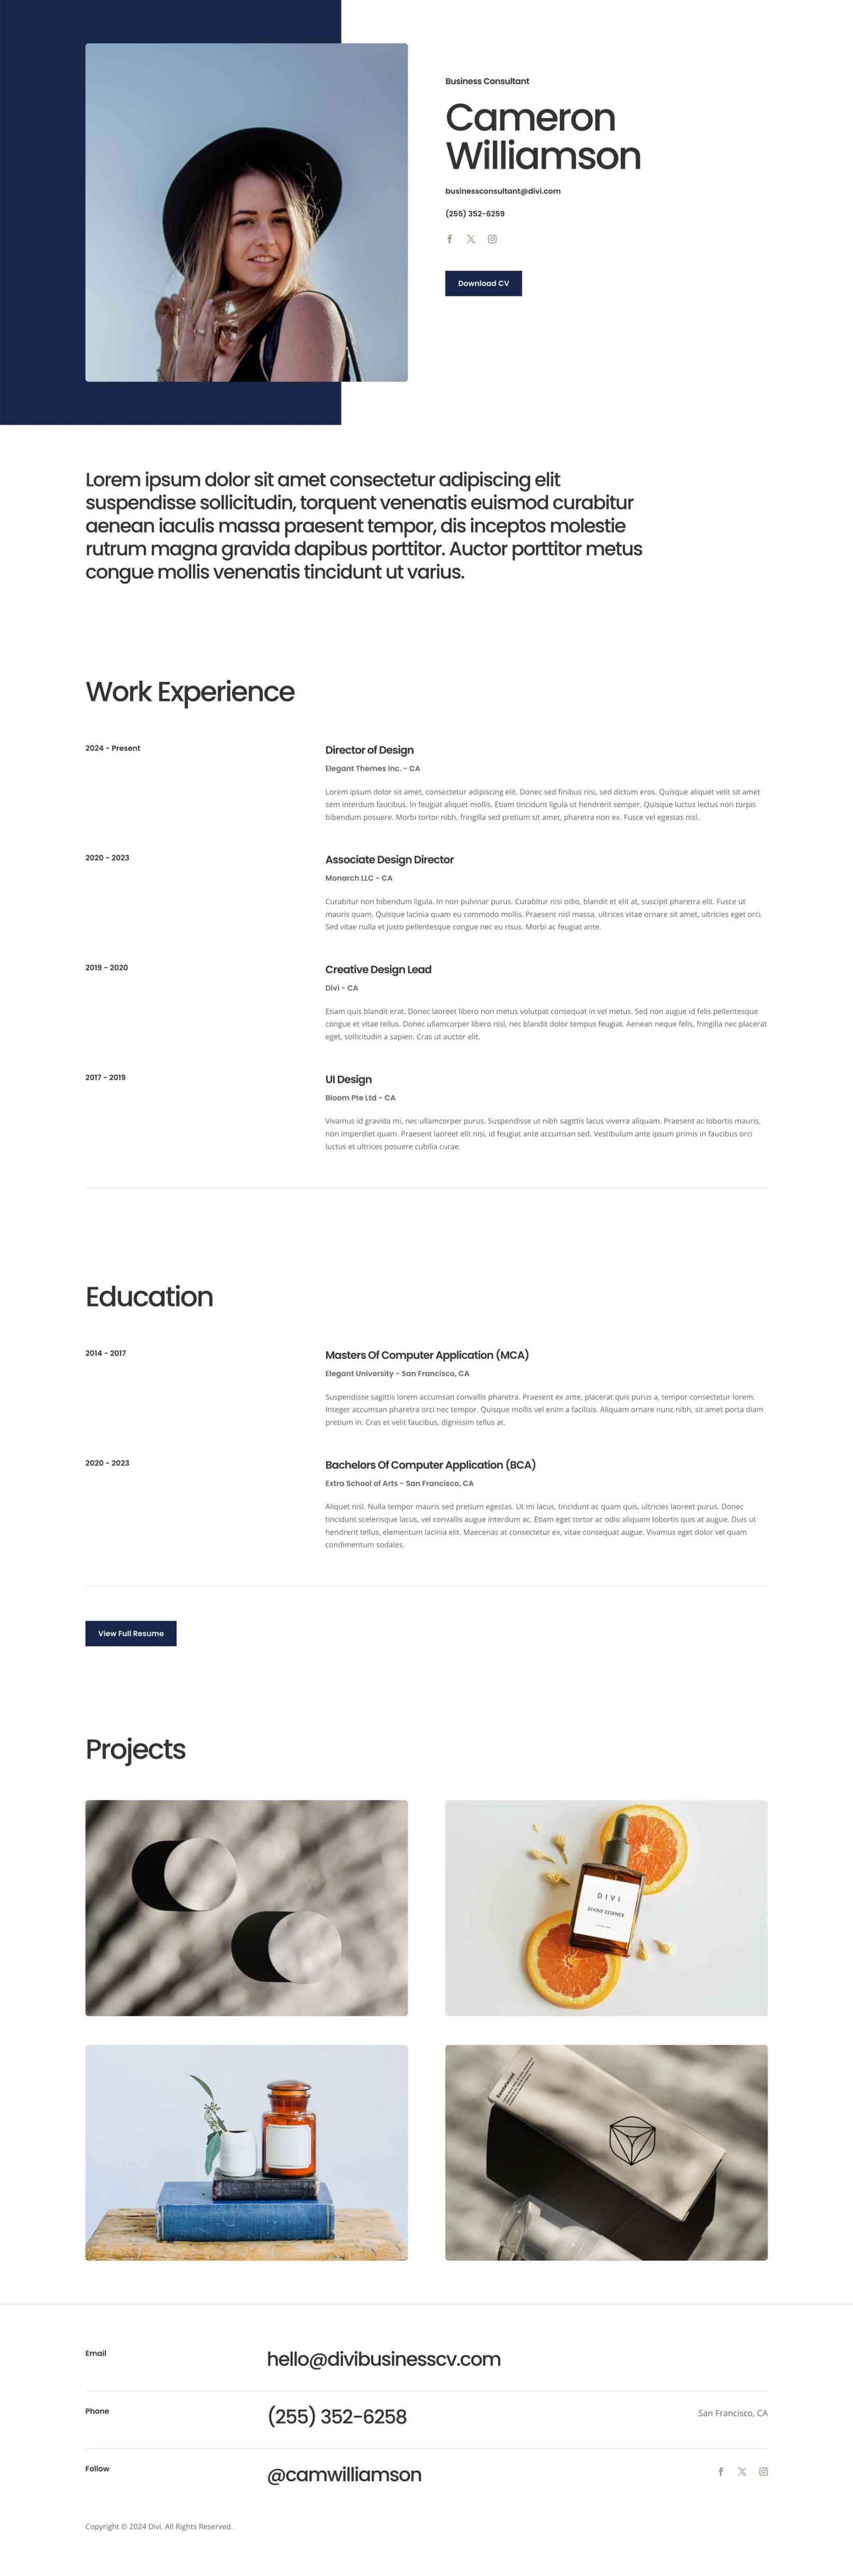 Business Consultant
Cameron
Williamson
businessconsultant@divi.com
(255) 352-6259
Download CV
Lorem ipsum dolor sit amet consectetur adipiscing elit
suspendisse sollicitudin, torquent venenatis euismod curabitur
aenean iaculis massa praesent tempor, dis inceptos molestie
rutrum magna gravida dapibus porttitor. Auctor porttitor metus
congue mollis venenatis tincidunt ut varius.
Work Experience
2024 - Present
Director of Design
Elegant Themes Inc. - CA
Lorem ipsum dolor sit amet, consectetur adipiscing elit. Donec sed finibus nisi, sed dictum eros. Quisque aliquet velit sit amet
sem interdum faucibus. In feugiat aliquet mollis. Etiam tincidunt ligula ut hendrerit semper. Quisque luctus lectus non turpis
bibendum posuere. Morbi tortor nibh, fringilla sed pretium sit amet, pharetra non ex. Fusce vel egestas nisl.
2020 - 2023
Associate Design Director
Monarch LLC - CA
Curabitur non bibendum ligula. In non pulvinar purus. Curabitur nisi odio, blandit et elit at, suscipit pharetra elit. Fusce ut
mauris quam. Quisque lacinia quam eu commodo mollis. Praesent nisl massa, ultrices vitae ornare sit amet, ultricies eget orci.
Sed vitae nulla et justo pellentesque congue nec eu risus. Morbi ac feugiat ante.
2019 - 2020
Creative Design Lead
Divi - CA
Etiam quis blandit erat. Donec laoreet libero non metus volutpat consequat in vel metus. Sed non augue id felis pellentesque
congue et vitae tellus. Donec ullamcorper libero nisl, nec blandit dolor tempus feugiat. Aenean neque felis, fringilla nec placerat
eget, sollicitudin a sapien. Cras ut auctor elit.
2017 - 2019
UI Design
Bloom Pte Ltd - CA
Vivamus id gravida mi, nec ullamcorper purus. Suspendisse ut nibh sagittis lacus viverra aliquam. Praesent ac lobortis mauris,
non imperdiet quam. Praesent laoreet elit nisi, id feugiat ante accumsan sed. Vestibulum ante ipsum primis in faucibus orci
luctus et ultrices posuere cubilia curae.
Education
2014 - 2017
Masters Of Computer Application (MCA)
Elegant University - San Francisco, CA
Suspendisse sagittis lorem accumsan convallis pharetra. Praesent ex ante, placerat quis purus a, tempor consectetur lorem.
Integer accumsan pharetra orci nec tempor. Quisque mollis vel enim a facilisis. Aliquam ornare nunc nibh, sit amet porta diam
pretium in. Cras et velit faucibus, dignissim tellus at.
2020 - 2023
Bachelors Of Computer Application (BCA)
Extra School of Arts - San Francisco, CA
Aliquet nisl. Nulla tempor mauris sed pretium egestas. Ut mi lacus, tincidunt ac quam quis, ultricies laoreet purus. Donec
tincidunt scelerisque lacus, vel convallis augue interdum ac. Etiam eget tortor ac odio aliquam lobortis quis at augue. Duis ut
hendrerit tellus, elementum lacinia elit. Maecenas at consectetur ex, vitae consequat augue. Vivamus eget dolor vel quam
condimentum sodales.
View Full Resume
Projects
DIVI
DIVINE ESSENCE
Sandalwood
Email
hello@divibusinesscv.com
Phone
(255) 352-6258
San Francisco, CA
Follow
@camwilliamson
Copyright © 2024 Divi. All Rights Reserved.